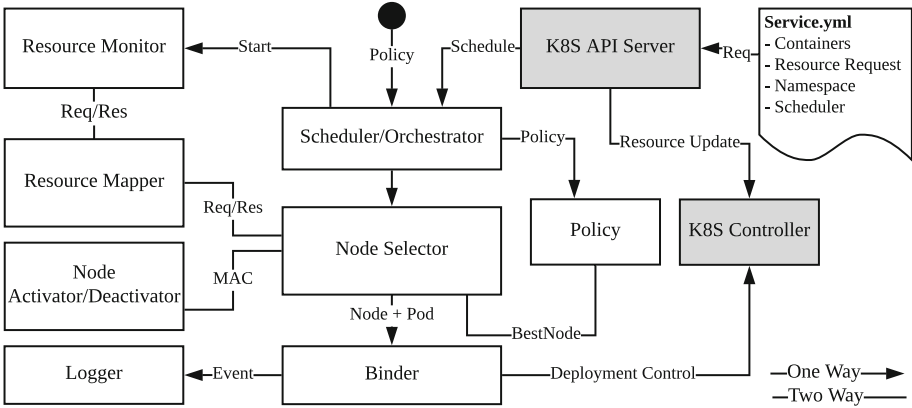 Resource Monitor
Start
Policy
Schedule
K8S API Server
Req
Service.yml
- Containers
- Resource Request
- Namespace
- Scheduler
Req/Res
Scheduler/Orchestrator
Policy
Resource Update
Resource Mapper
Req/Res
Node Selector
Policy
K8S Controller
Node
Activator/Deactivator
MAC
Node + Pod
BestNode
Logger
Event
Binder
Deployment Control
One Way
Two Way